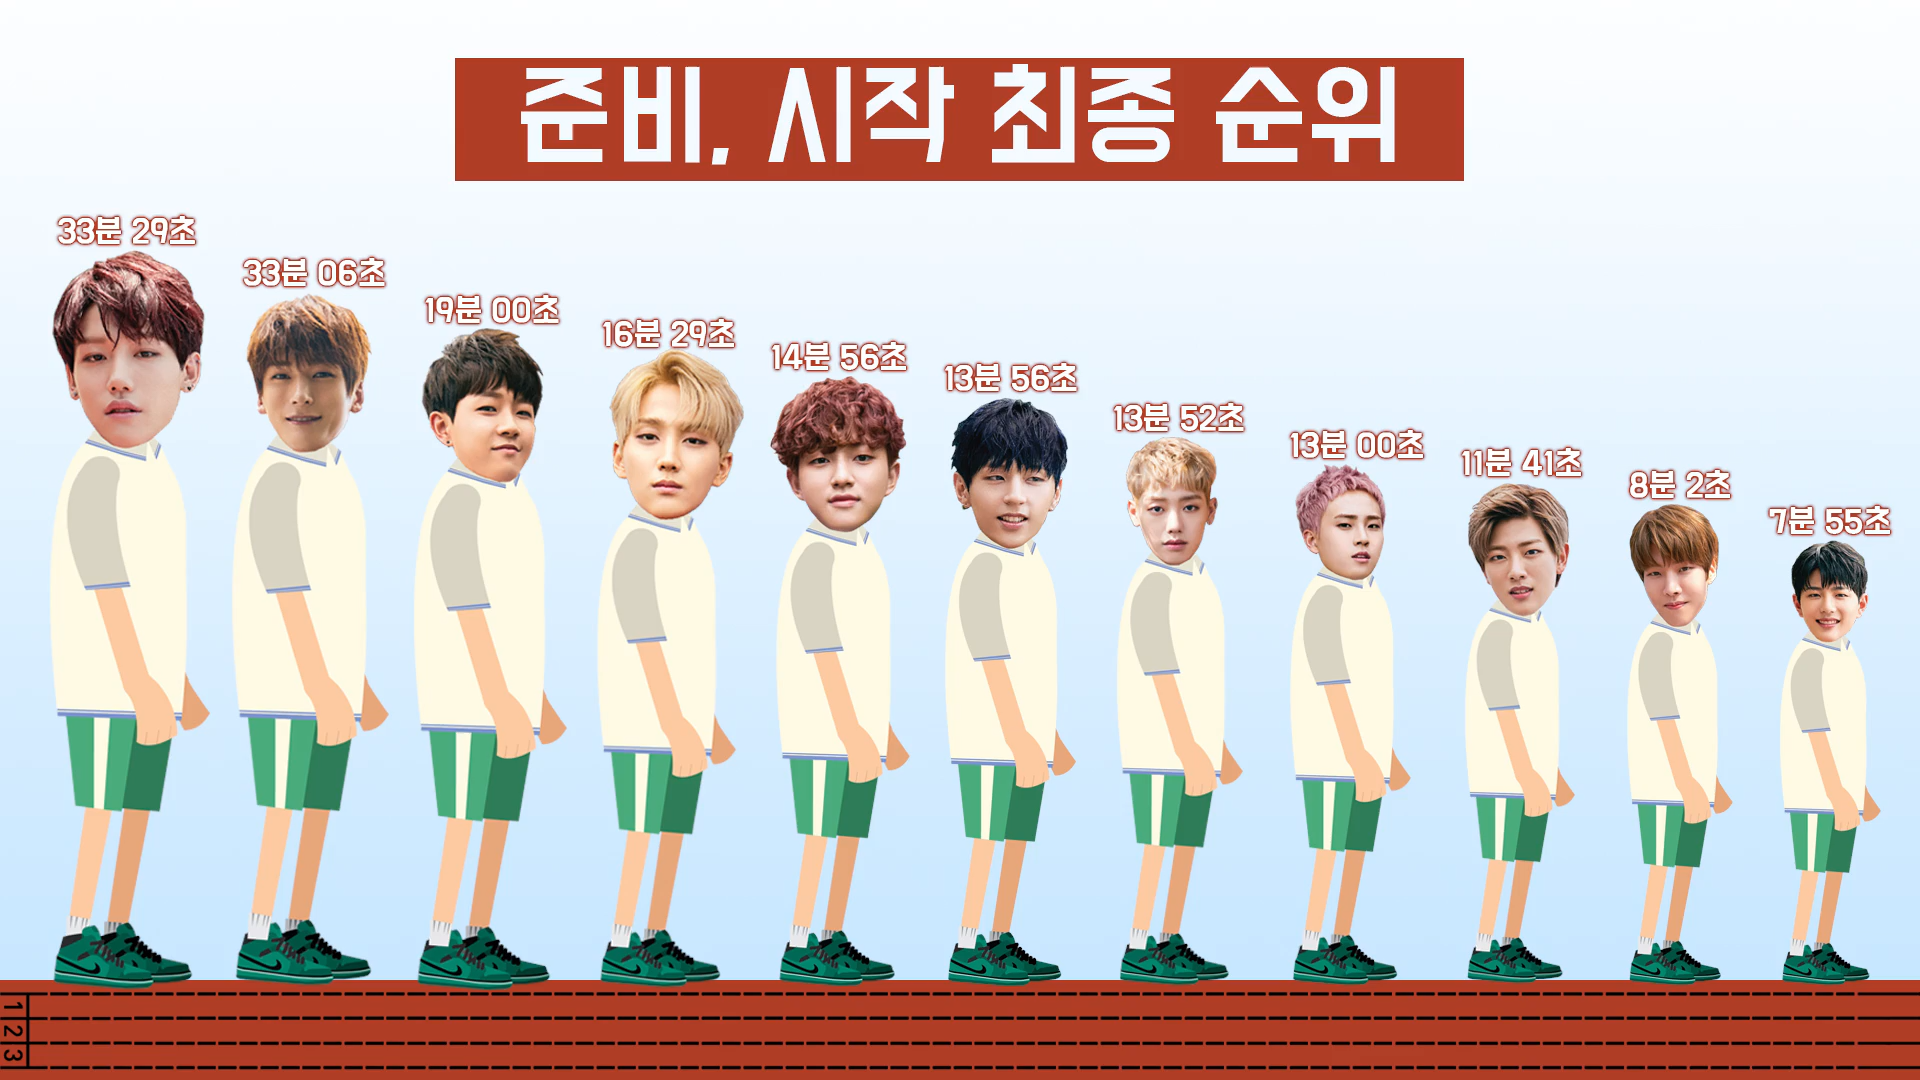 준비, 시작 최종 순위
33분 29초
33분 06초
19분 00초
16분 29초
14분 56초
13분 56초
13분 52초
13분 00초
11분 41초
8분 2초
7분 55초
1
2
3